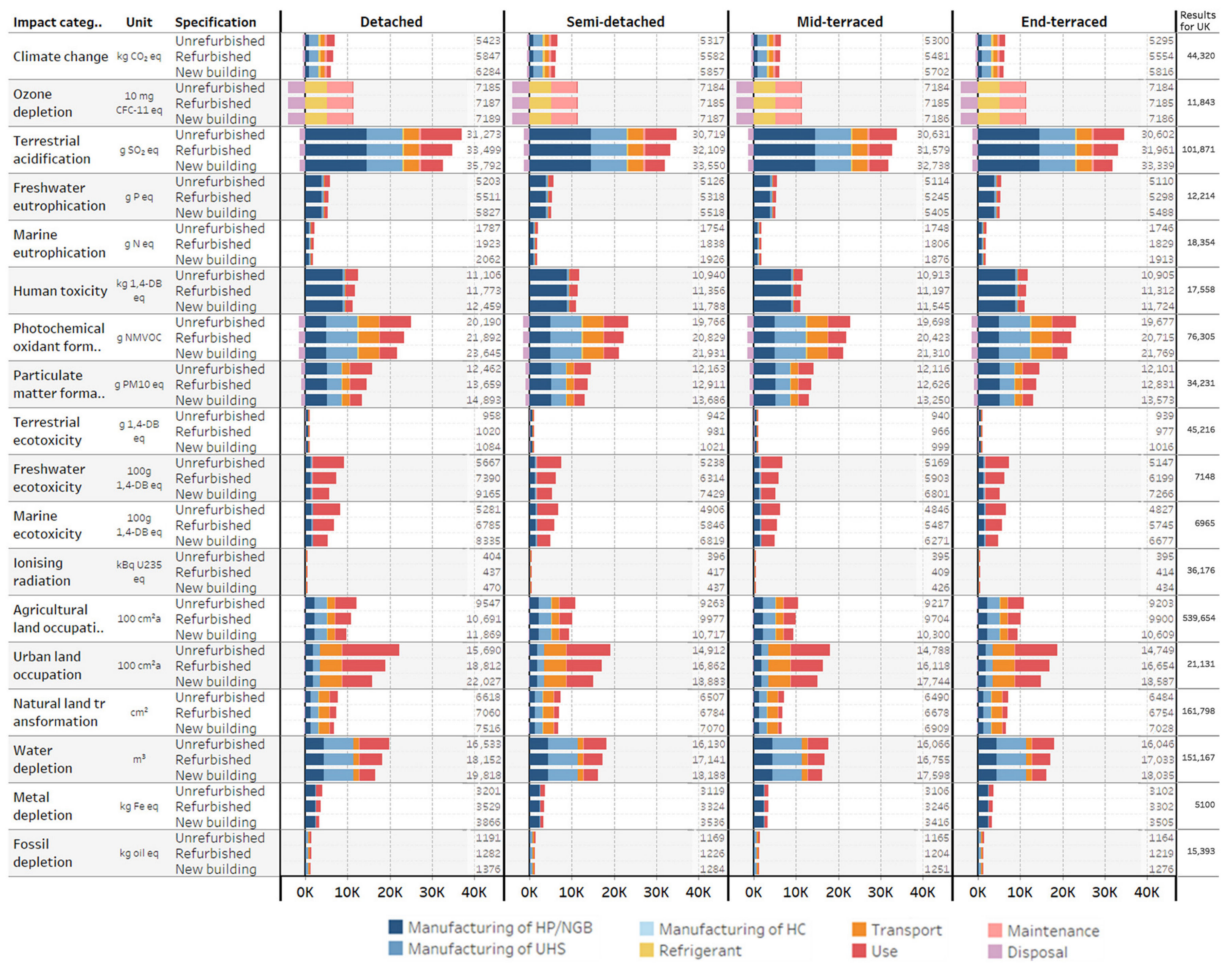 Impact categ.. Unit Specification Detached Semi-detached Mid-terraced End-terraced Results for UK
Climate change kg CO₂ eq
Unrefurbished 5423 5317 5300 5295
Refurbished 5847 5582 5481 5554 44,320
New building 6284 5857 5702 5816
Ozone depletion 10 mg CFC-11 eq
Unrefurbished 7185 7184 7184 7184
Refurbished 7187 7185 7185 7185 11,843
New building 7189 7187 7186 7186
Terrestrial acidification g SO₂ eq
Unrefurbished 31,273 30,719 30,631 30,602
Refurbished 33,499 32,109 31,579 31,961 101,871
New building 35,792 33,550 32,738 33,339
Freshwater eutrophication g P eq
Unrefurbished 5203 5126 5114 5110
Refurbished 5511 5318 5245 5298 12,214
New building 5827 5518 5405 5488
Marine eutrophication g N eq
Unrefurbished 1787 1754 1748 1746
Refurbished 1923 1838 1806 1829 18,354
New building 2062 1926 1876 1913
Human toxicity kg 1,4-DB eq
Unrefurbished 11,106 10,940 10,913 10,905
Refurbished 11,773 11,356 11,197 11,312 17,558
New building 12,459 11,788 11,545 11,724
Photochemical oxidant form.. g NMVOC
Unrefurbished 20,190 19,766 19,698 19,677
Refurbished 21,892 20,829 20,423 20,715 76,305
New building 23,645 21,931 21,310 21,769
Particulate matter forma.. g PM10 eq
Unrefurbished 12,462 12,163 12,116 12,101
Refurbished 13,659 12,911 12,626 12,831 34,231
New building 14,893 13,686 13,250 13,573
Terrestrial ecotoxicity g 1,4-DB eq
Unrefurbished 958 942 940 939
Refurbished 1020 981 966 977 45,216
New building 1084 1021 999 1016
Freshwater ecotoxicity 100g 1,4-DB eq
Unrefurbished 5667 5238 5169 5147
Refurbished 7390 6314 5903 6199 7148
New building 9165 7429 6801 7266
Marine ecotoxicity 100g 1,4-DB eq
Unrefurbished 5281 4906 4846 4827
Refurbished 6785 5846 5487 5745 6965
New building 8335 6819 6271 6677
Ionising radiation kBq U235 eq
Unrefurbished 404 396 395 395
Refurbished 437 417 409 414 36,176
New building 470 437 426 434
Agricultural land occupati.. 100 cm²a
Unrefurbished 9547 9263 9217 9203
Refurbished 10,691 9977 9704 9900 539,654
New building 11,869 10,717 10,300 10,609
Urban land occupation 100 cm²a
Unrefurbished 15,690 14,912 14,788 14,749
Refurbished 18,812 16,862 16,118 16,654 21,131
New building 22,027 18,883 17,744 18,587
Natural land tr ansformation cm²
Unrefurbished 6618 6507 6490 6484
Refurbished 7060 6784 6678 6754 161,798
New building 7516 7070 6909 7028
Water depletion m³
Unrefurbished 16,533 16,130 16,066 16,046
Refurbished 18,152 17,141 16,755 17,033 151,167
New building 19,818 18,188 17,598 18,035
Metal depletion kg Fe eq
Unrefurbished 3201 3119 3106 3102
Refurbished 3529 3324 3246 3302 5100
New building 3866 3536 3416 3505
Fossil depletion kg oil eq
Unrefurbished 1191 1169 1165 1164
Refurbished 1282 1226 1204 1219 15,393
New building 1376 1284 1251 1276
0K 10K 30K 40K 0K 10K 30K 40K 0K 10K 30K 40K 0K 10K 30K 40K
Manufacturing of HP/NGB Manufacturing of HC Transport Maintenance
Manufacturing of UHS Refrigerant Use Disposal